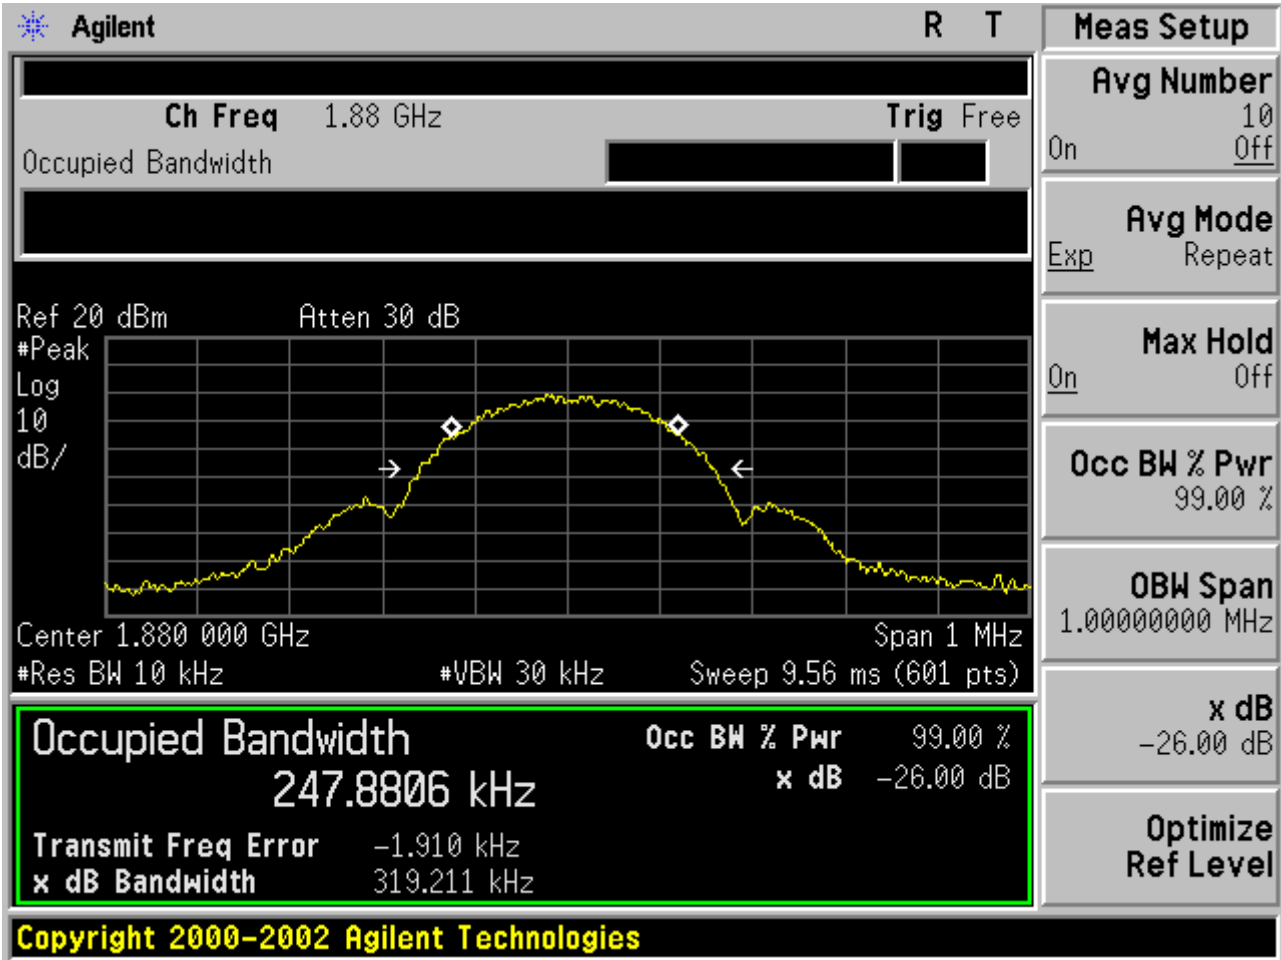 Agilent R T
Ch Freq 1.88 GHz Trig Free
Occupied Bandwidth
Ref 20 dBm Atten 30 dB
#Peak
Log
10
dB/
Center 1.880 000 GHz Span 1 MHz
#Res BW 10 kHz #VBW 30 kHz Sweep 9.56 ms (601 pts)
Occupied Bandwidth Occ BW % Pwr 99.00 %
247.8806 kHz x dB -26.00 dB
Transmit Freq Error -1.910 kHz
x dB Bandwidth 319.211 kHz
Copyright 2000-2002 Agilent Technologies
Meas Setup
Avg Number
10
On Off
Avg Mode
Exp Repeat
Max Hold
On Off
Occ BW % Pwr
99.00 %
OBW Span
1.00000000 MHz
x dB
-26.00 dB
Optimize
Ref Level